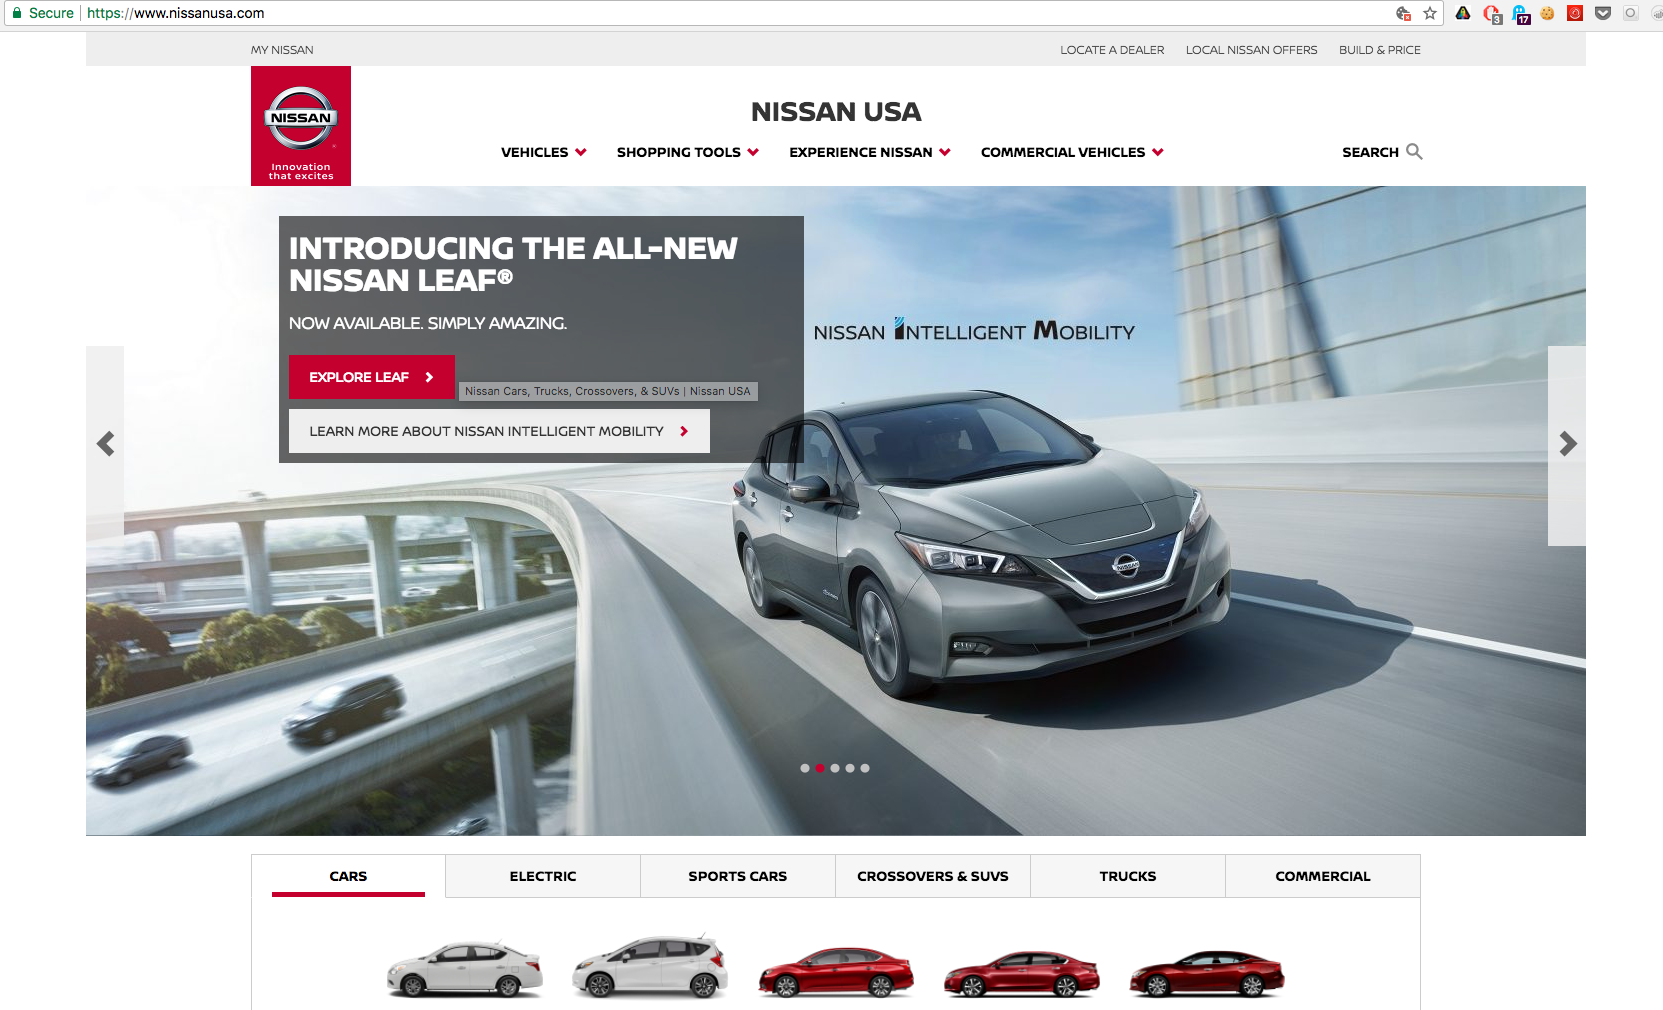 Secure https://www.nissanusa.com
3
17
MY NISSAN
LOCATE A DEALER LOCAL NISSAN OFFERS BUILD & PRICE
NISSAN
Innovation
that excites
NISSAN USA
VEHICLES SHOPPING TOOLS EXPERIENCE NISSAN COMMERCIAL VEHICLES SEARCH
INTRODUCING THE ALL-NEW
NISSAN LEAF®
NOW AVAILABLE. SIMPLY AMAZING.
NISSAN INTELLIGENT MOBILITY
EXPLORE LEAF
Nissan Cars, Trucks, Crossovers, & SUVs | Nissan USA
LEARN MORE ABOUT NISSAN INTELLIGENT MOBILITY
NISSAN
CARS ELECTRIC SPORTS CARS CROSSOVERS & SUVS TRUCKS COMMERCIAL